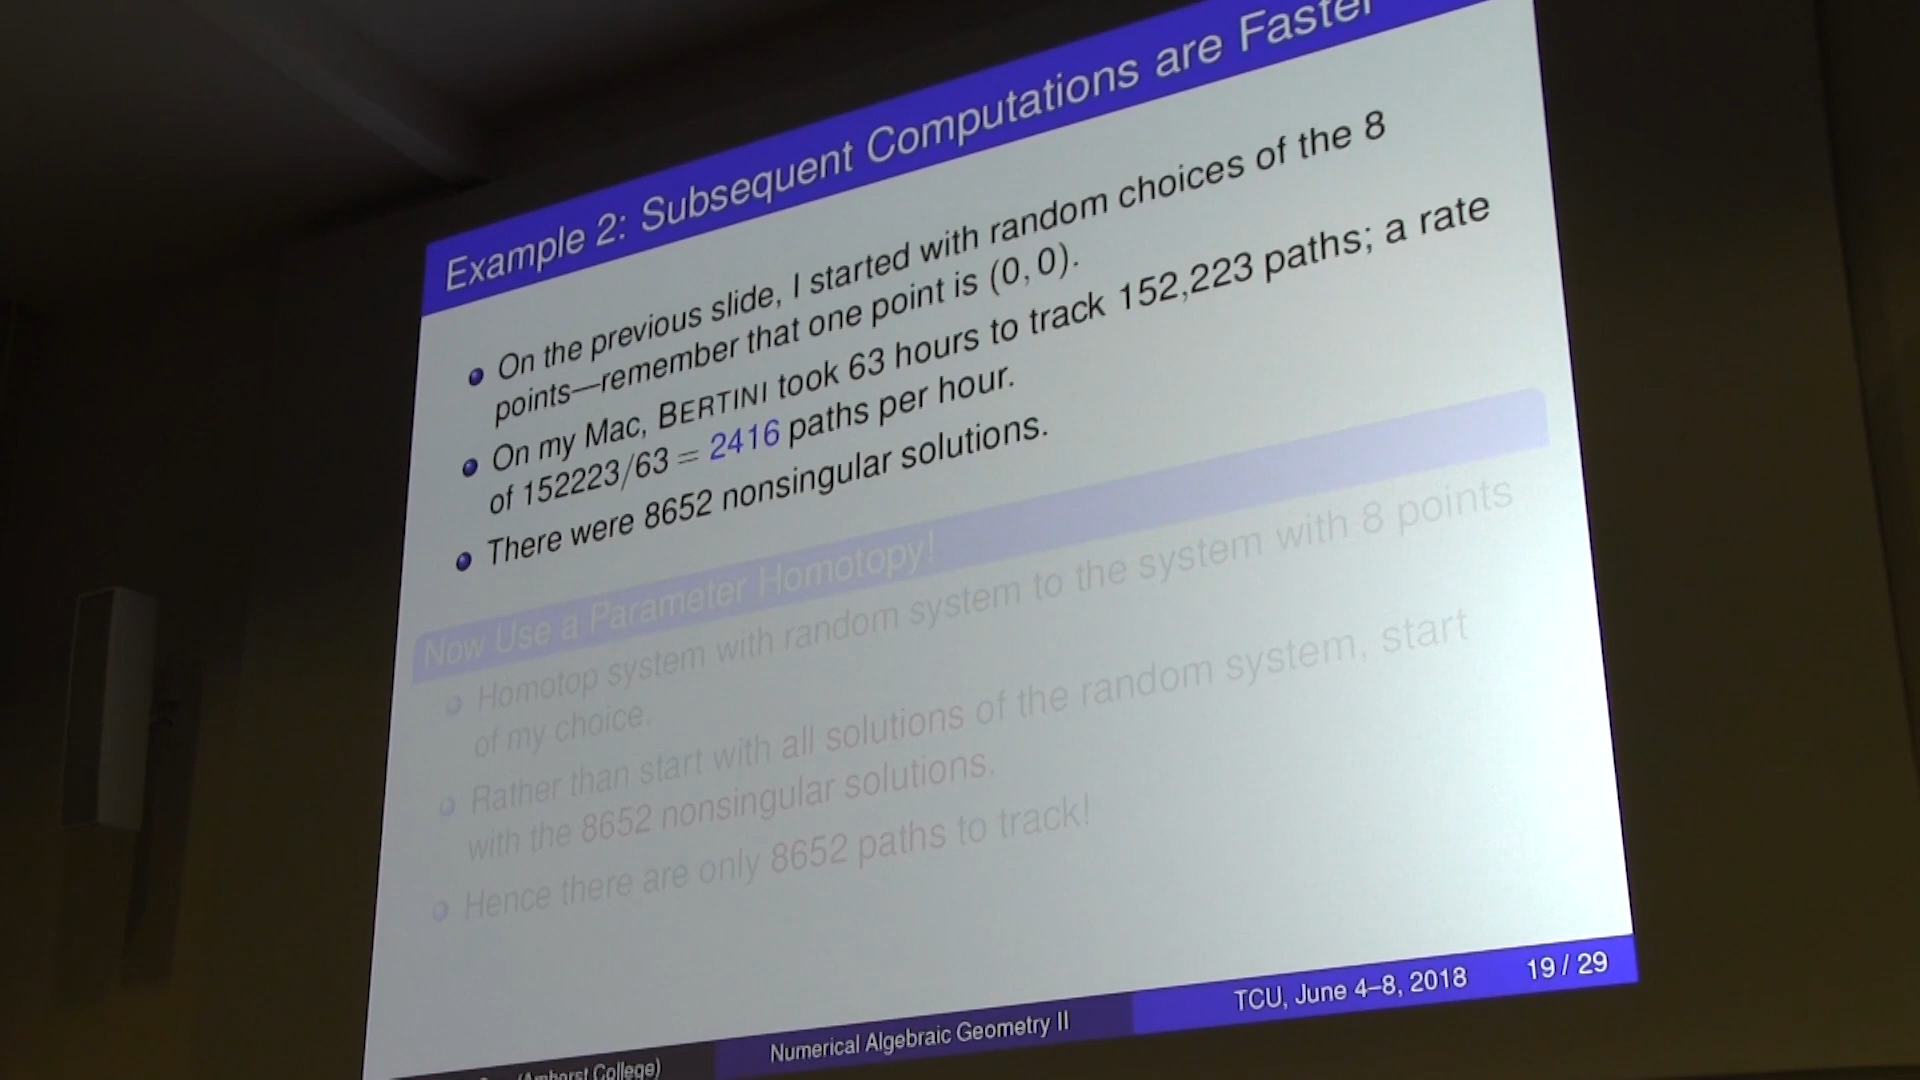 Example 2: Subsequent Computations are Faster
On the previous slide, I started with random choices of the 8
points—remember that one point is (0, 0).
On my Mac, BERTINI took 63 hours to track 152,223 paths; a rate
of 152223/63 = 2416 paths per hour.
There were 8652 nonsingular solutions.
Now Use a Parameter Homotopy!
Homotop system with random system to the system with 8 points
of my choice.
Rather than start with all solutions of the random system, start
with the 8652 nonsingular solutions.
Hence there are only 8652 paths to track!
(Amherst College)
Numerical Algebraic Geometry II
TCU, June 4–8, 2018
19 / 29